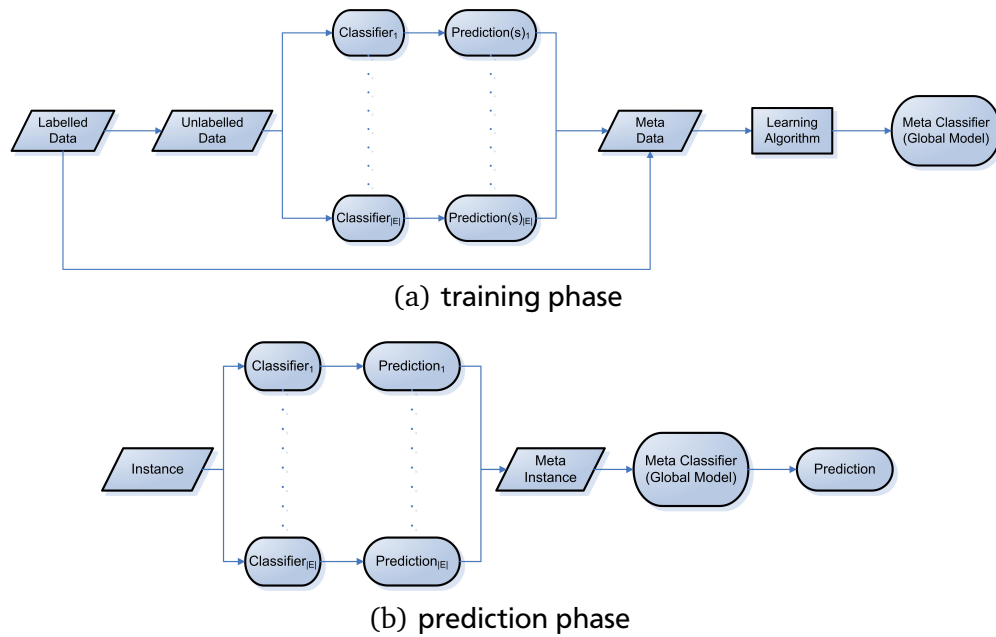 Classifier₁
Prediction(s)₁
Labelled
Data
Unlabelled
Data
Meta
Data
Learning
Algorithm
Meta Classifier
(Global Model)
Classifier|E|
Prediction(s)|E|
(a) training phase
Classifier₁
Prediction₁
Instance
Meta
Instance
Meta Classifier
(Global Model)
Prediction
Classifier|E|
Prediction|E|
(b) prediction phase